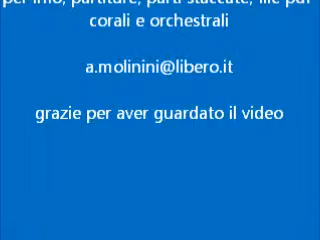 per info, partiture, parti staccate, file pdf
corali e orchestrali
a.molinini@libero.it
grazie per aver guardato il video